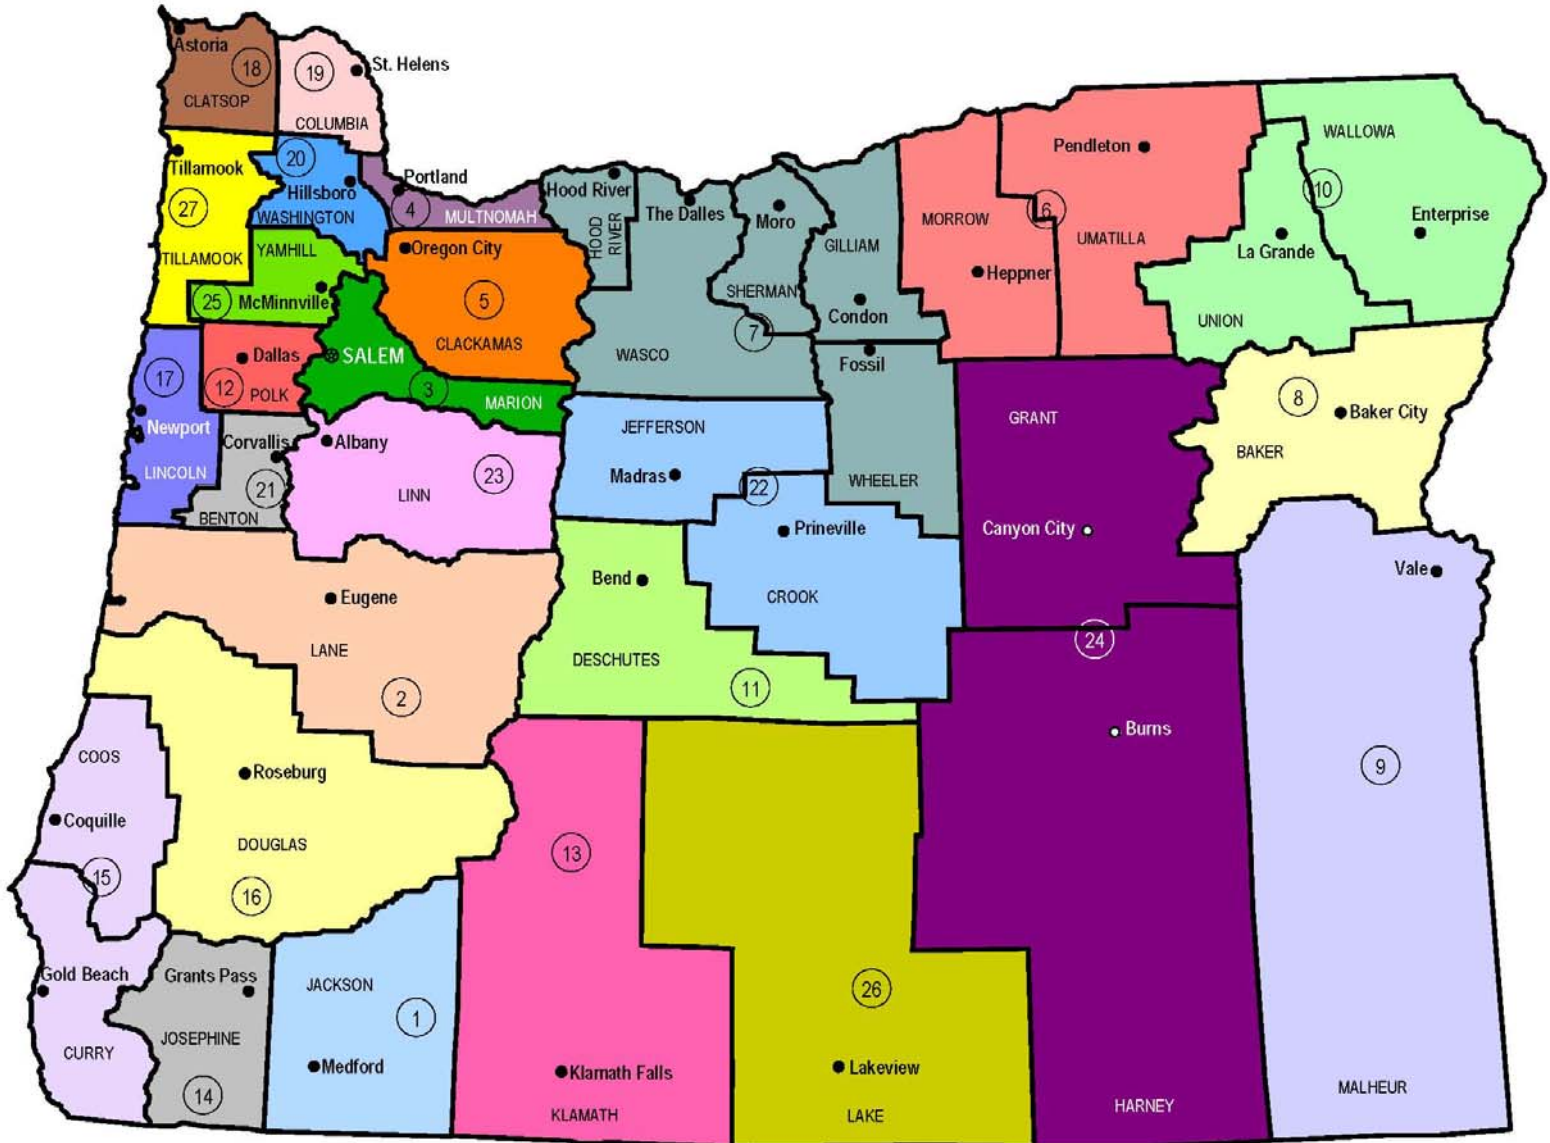 Astoria
18
CLATSOP
19
St. Helens
COLUMBIA
Tillamook
27
TILLAMOOK
20
Hillsboro
WASHINGTON
Portland
4
MULTNOMAH
YAMHILL
25
McMinnville
Oregon City
5
CLACKAMAS
Hood River
HOOD
RIVER
The Dalles
Moro
SHERMAN
GILLIAM
Condon
7
WASCO
Fossil
WHEELER
MORROW
Heppner
6
Pendleton
UMATILLA
WALLOWA
10
Enterprise
La Grande
UNION
17
Newport
LINCOLN
Dallas
12
POLK
SALEM
3
MARION
Corvallis
21
BENTON
Albany
23
LINN
JEFFERSON
Madras
22
Prineville
CROOK
GRANT
Canyon City
24
8
Baker City
BAKER
Vale
9
MALHEUR
Eugene
LANE
2
Bend
DESCHUTES
11
Burns
HARNEY
COOS
Coquille
15
Roseburg
DOUGLAS
16
13
Klamath Falls
KLAMATH
26
Lakeview
LAKE
Gold Beach
CURRY
Grants Pass
JOSEPHINE
14
JACKSON
1
Medford